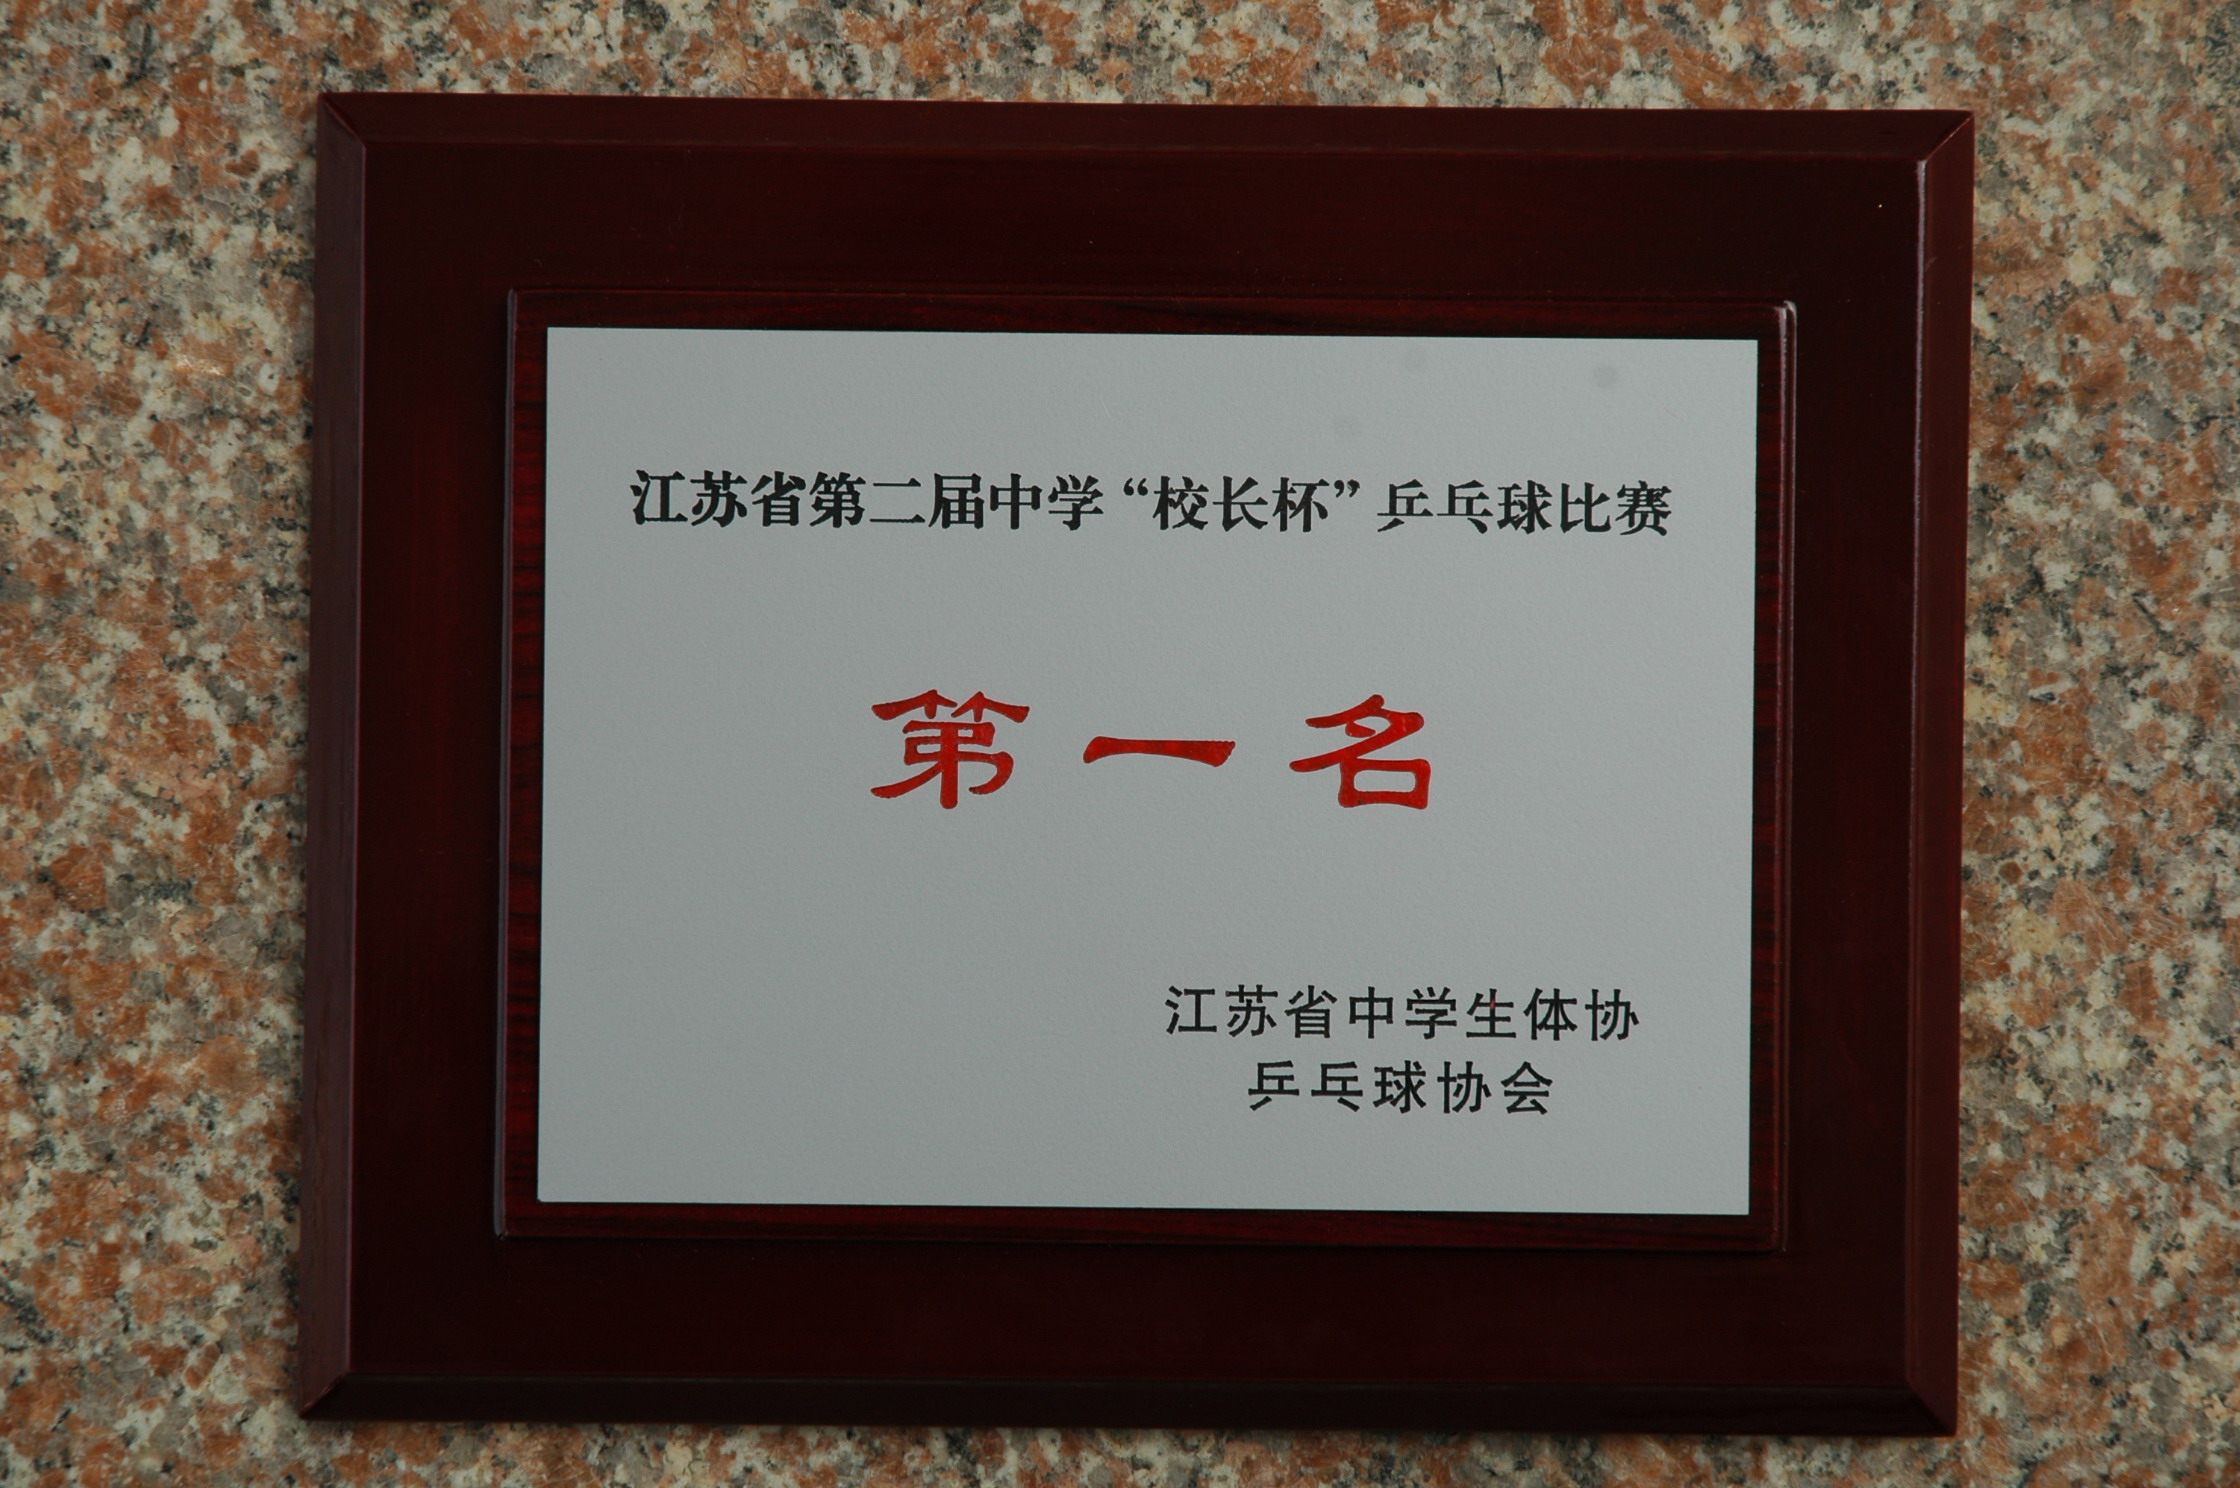 江苏省第二届中学“校长杯”乒乓球比赛
第一名
江苏省中学生体协
乒乓球协会